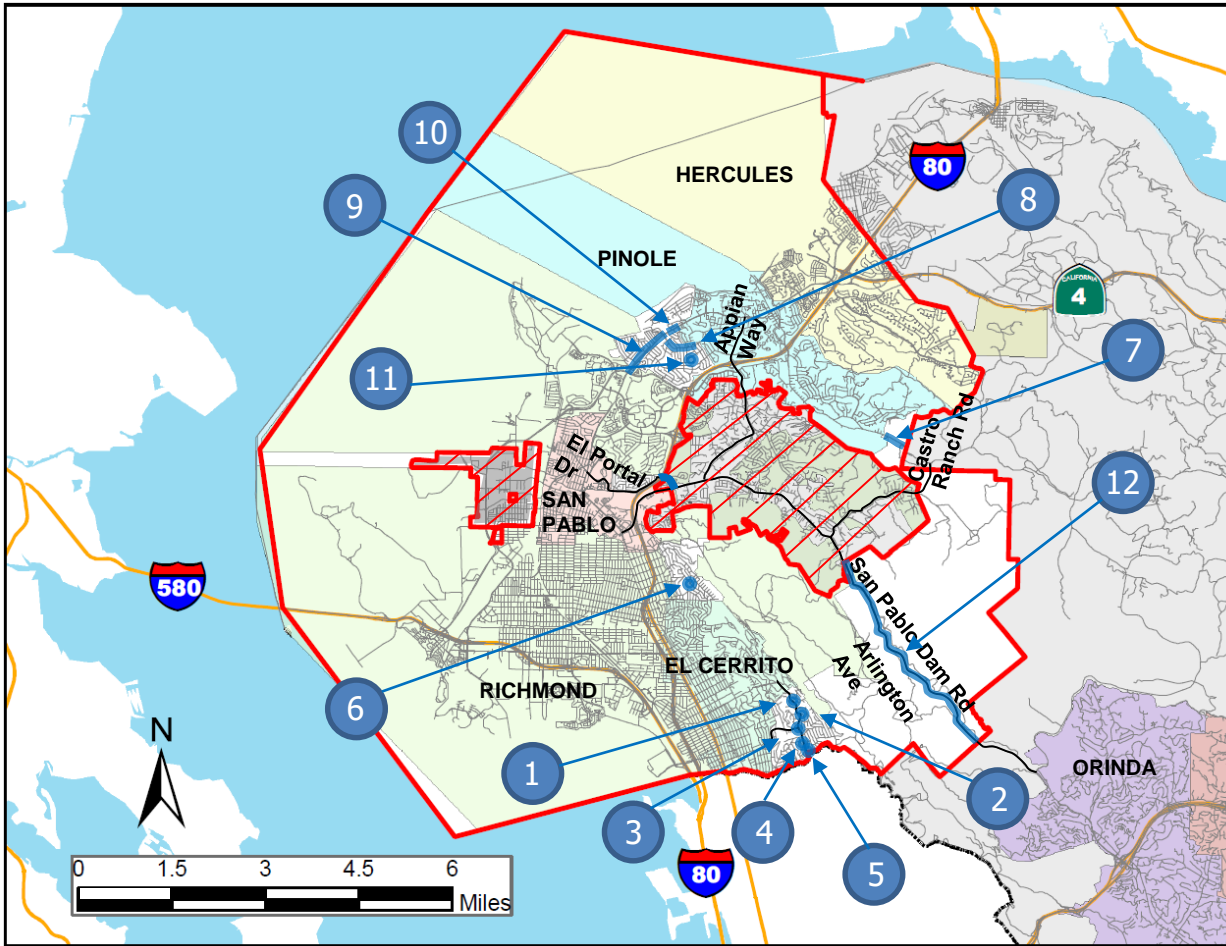 10
HERCULES
80
9
8
PINOLE
CALIFORNIA
4
Appian
Way
7
11
Castro
Ranch Rd
El Portal
Dr
12
SAN
PABLO
580
San Pablo Dam Rd
EL CERRITO
Arlington
Ave
RICHMOND
6
N
1
2
ORINDA
3
4
5
80
0 1.5 3 4.5 6
Miles